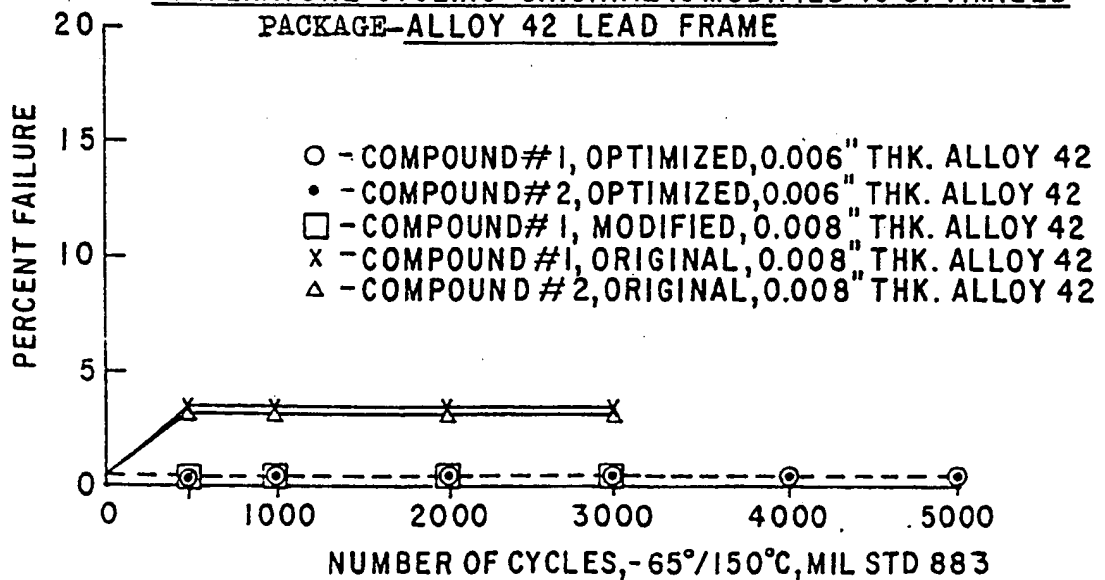 PACKAGE-ALLOY 42 LEAD FRAME
20
15
10
5
0
PERCENT FAILURE
○ - COMPOUND #1, OPTIMIZED, 0.006" THK. ALLOY 42
• - COMPOUND #2, OPTIMIZED, 0.006" THK. ALLOY 42
□ - COMPOUND #1, MODIFIED, 0.008" THK. ALLOY 42
X - COMPOUND #1, ORIGINAL, 0.008" THK. ALLOY 42
△ - COMPOUND #2, ORIGINAL, 0.008" THK. ALLOY 42
0 1000 2000 3000 4000 5000
NUMBER OF CYCLES, -65°/150°C, MIL STD 883